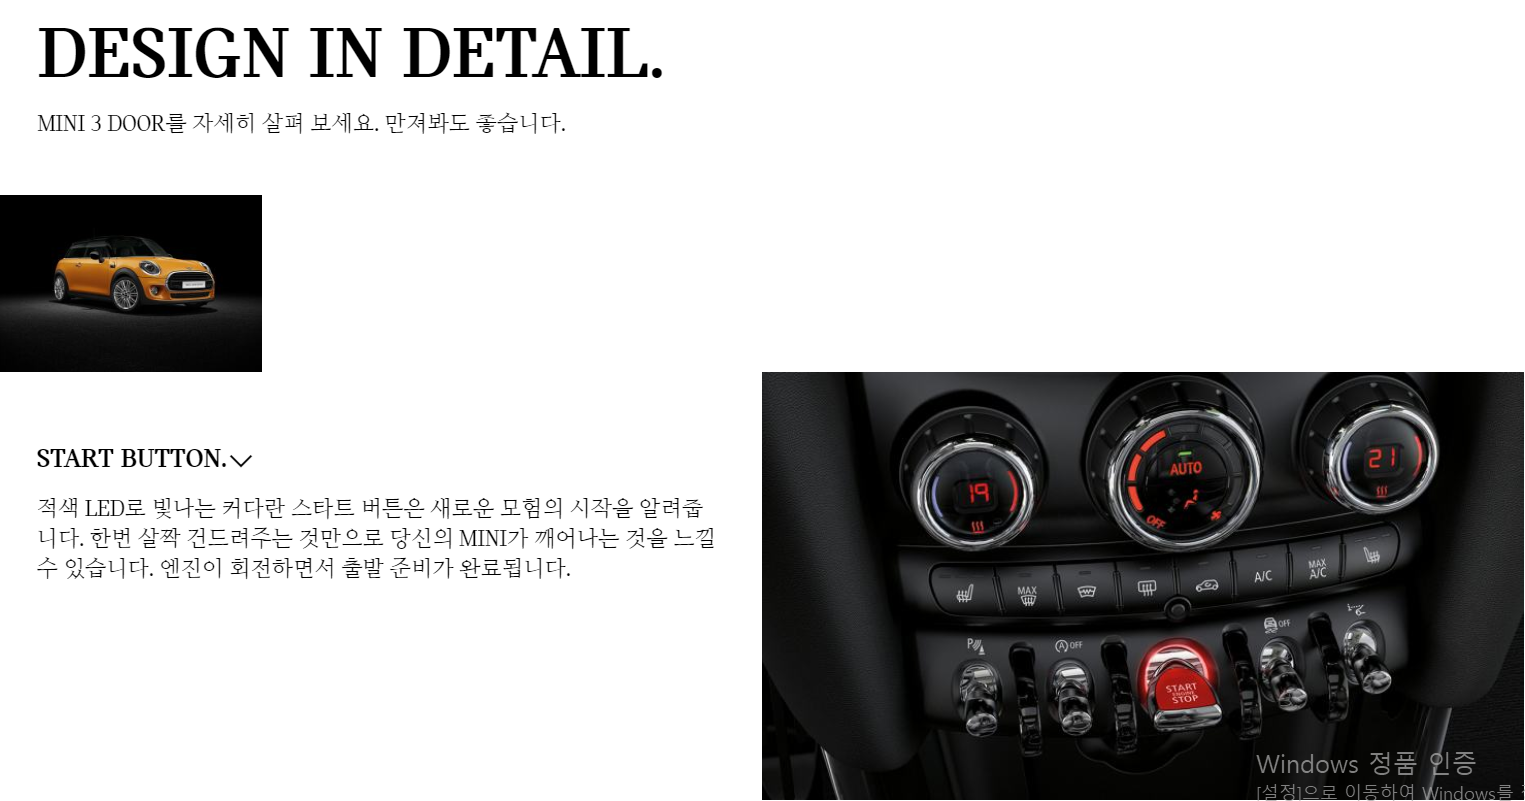 DESIGN IN DETAIL.
MINI 3 DOOR를 자세히 살펴 보세요. 만져봐도 좋습니다.
START BUTTON.
적색 LED로 빛나는 커다란 스타트 버튼은 새로운 모험의 시작을 알려줍
니다. 한번 살짝 건드려주는 것만으로 당신의 MINI가 깨어나는 것을 느낄
수 있습니다. 엔진이 회전하면서 출발 준비가 완료됩니다.
19
AUTO
OFF
21
MAX
A/C
MAX
A/C
P
A OFF
OFF
START
ENGINE
STOP
Windows 정품 인증
[설정]으로 이동하여 Windows를